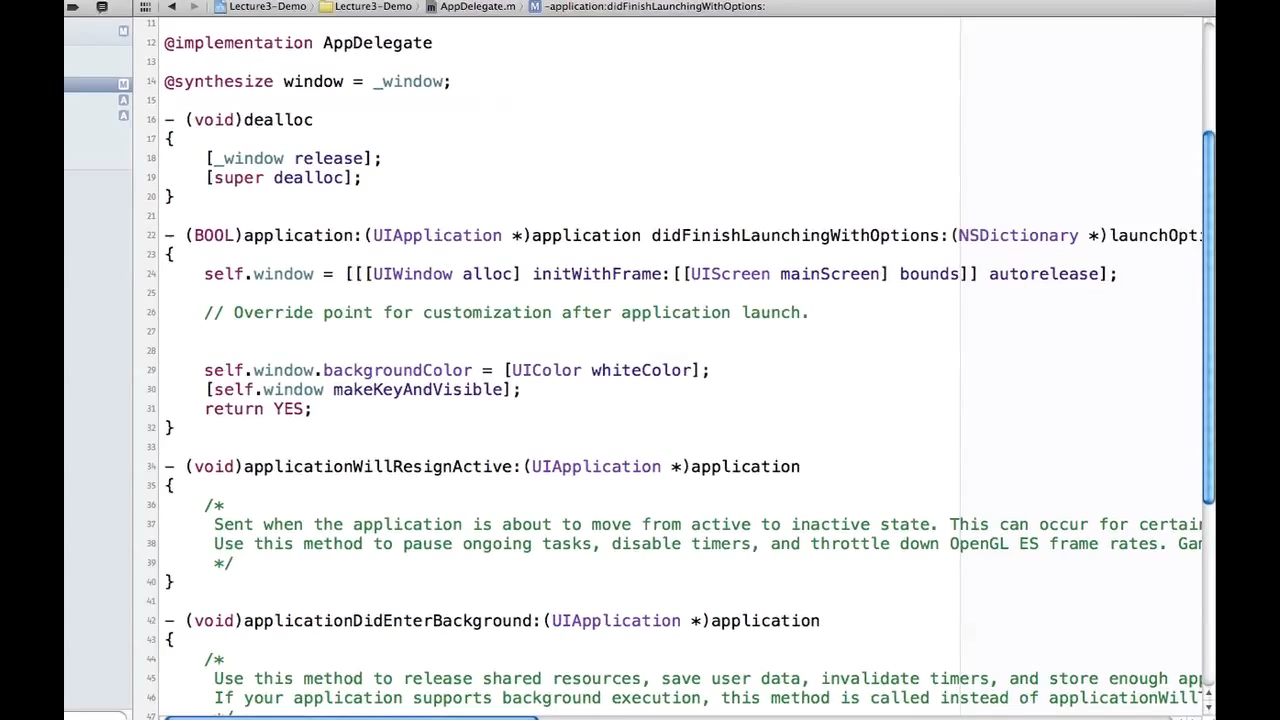 Lecture3-Demo Lecture3-Demo AppDelegate.m M -application:didFinishLaunchingWithOptions:
M
M
A
A
11
12 @implementation AppDelegate
13
14 @synthesize window = _window;
15
16 - (void)dealloc
17 {
18 [_window release];
19 [super dealloc];
20 }
21
22 - (BOOL)application:(UIApplication *)application didFinishLaunchingWithOptions:(NSDictionary *)launchOpti
23 {
24 self.window = [[[UIWindow alloc] initWithFrame:[[UIScreen mainScreen] bounds]] autorelease];
25
26 // Override point for customization after application launch.
27
28
29 self.window.backgroundColor = [UIColor whiteColor];
30 [self.window makeKeyAndVisible];
31 return YES;
32 }
33
34 - (void)applicationWillResignActive:(UIApplication *)application
35 {
36 /*
37 Sent when the application is about to move from active to inactive state. This can occur for certain
38 Use this method to pause ongoing tasks, disable timers, and throttle down OpenGL ES frame rates. Gam
39 */
40 }
41
42 - (void)applicationDidEnterBackground:(UIApplication *)application
43 {
44 /*
45 Use this method to release shared resources, save user data, invalidate timers, and store enough app
46 If your application supports background execution, this method is called instead of applicationWillT
47 */